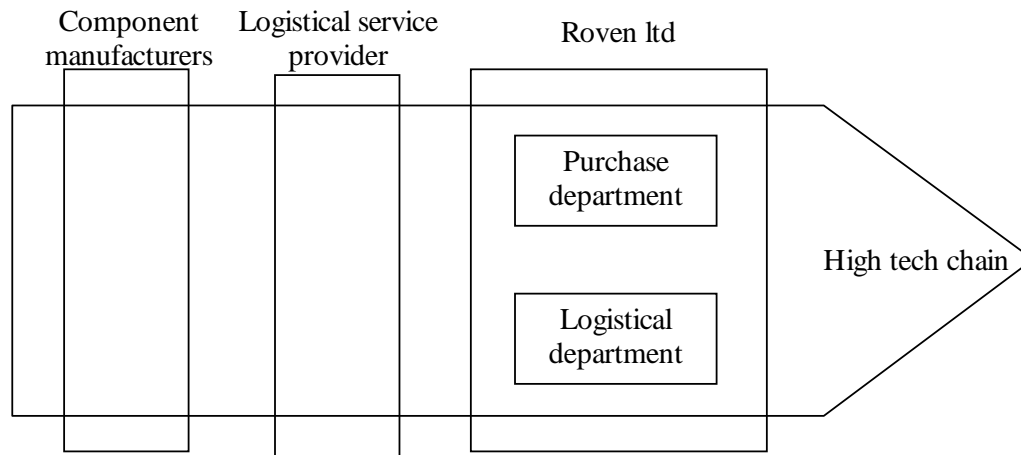 Component
manufacturers
Logistical service
provider
Roven ltd
Purchase
department
High tech chain
Logistical
department